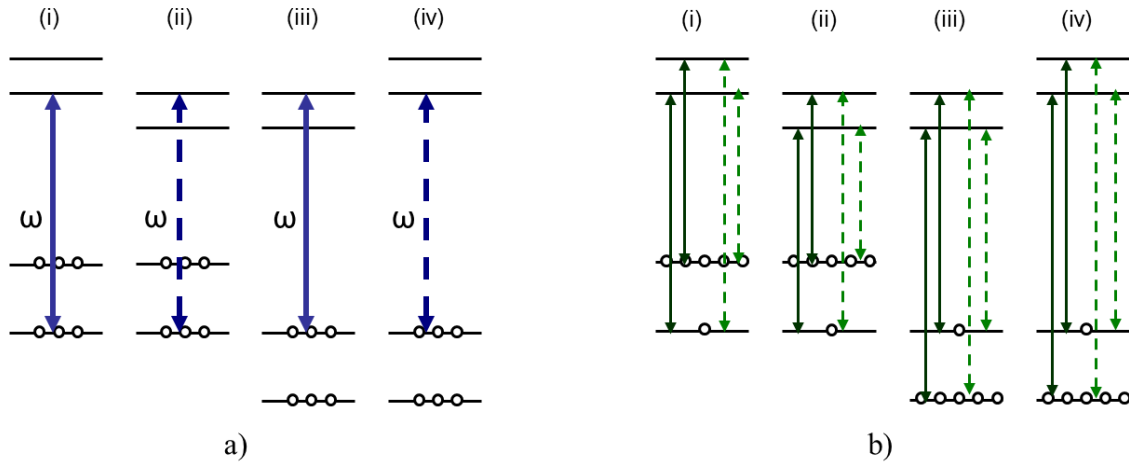 (i) (ii) (iii) (iv) (i) (ii) (iii) (iv)
ω ω ω ω
a) b)